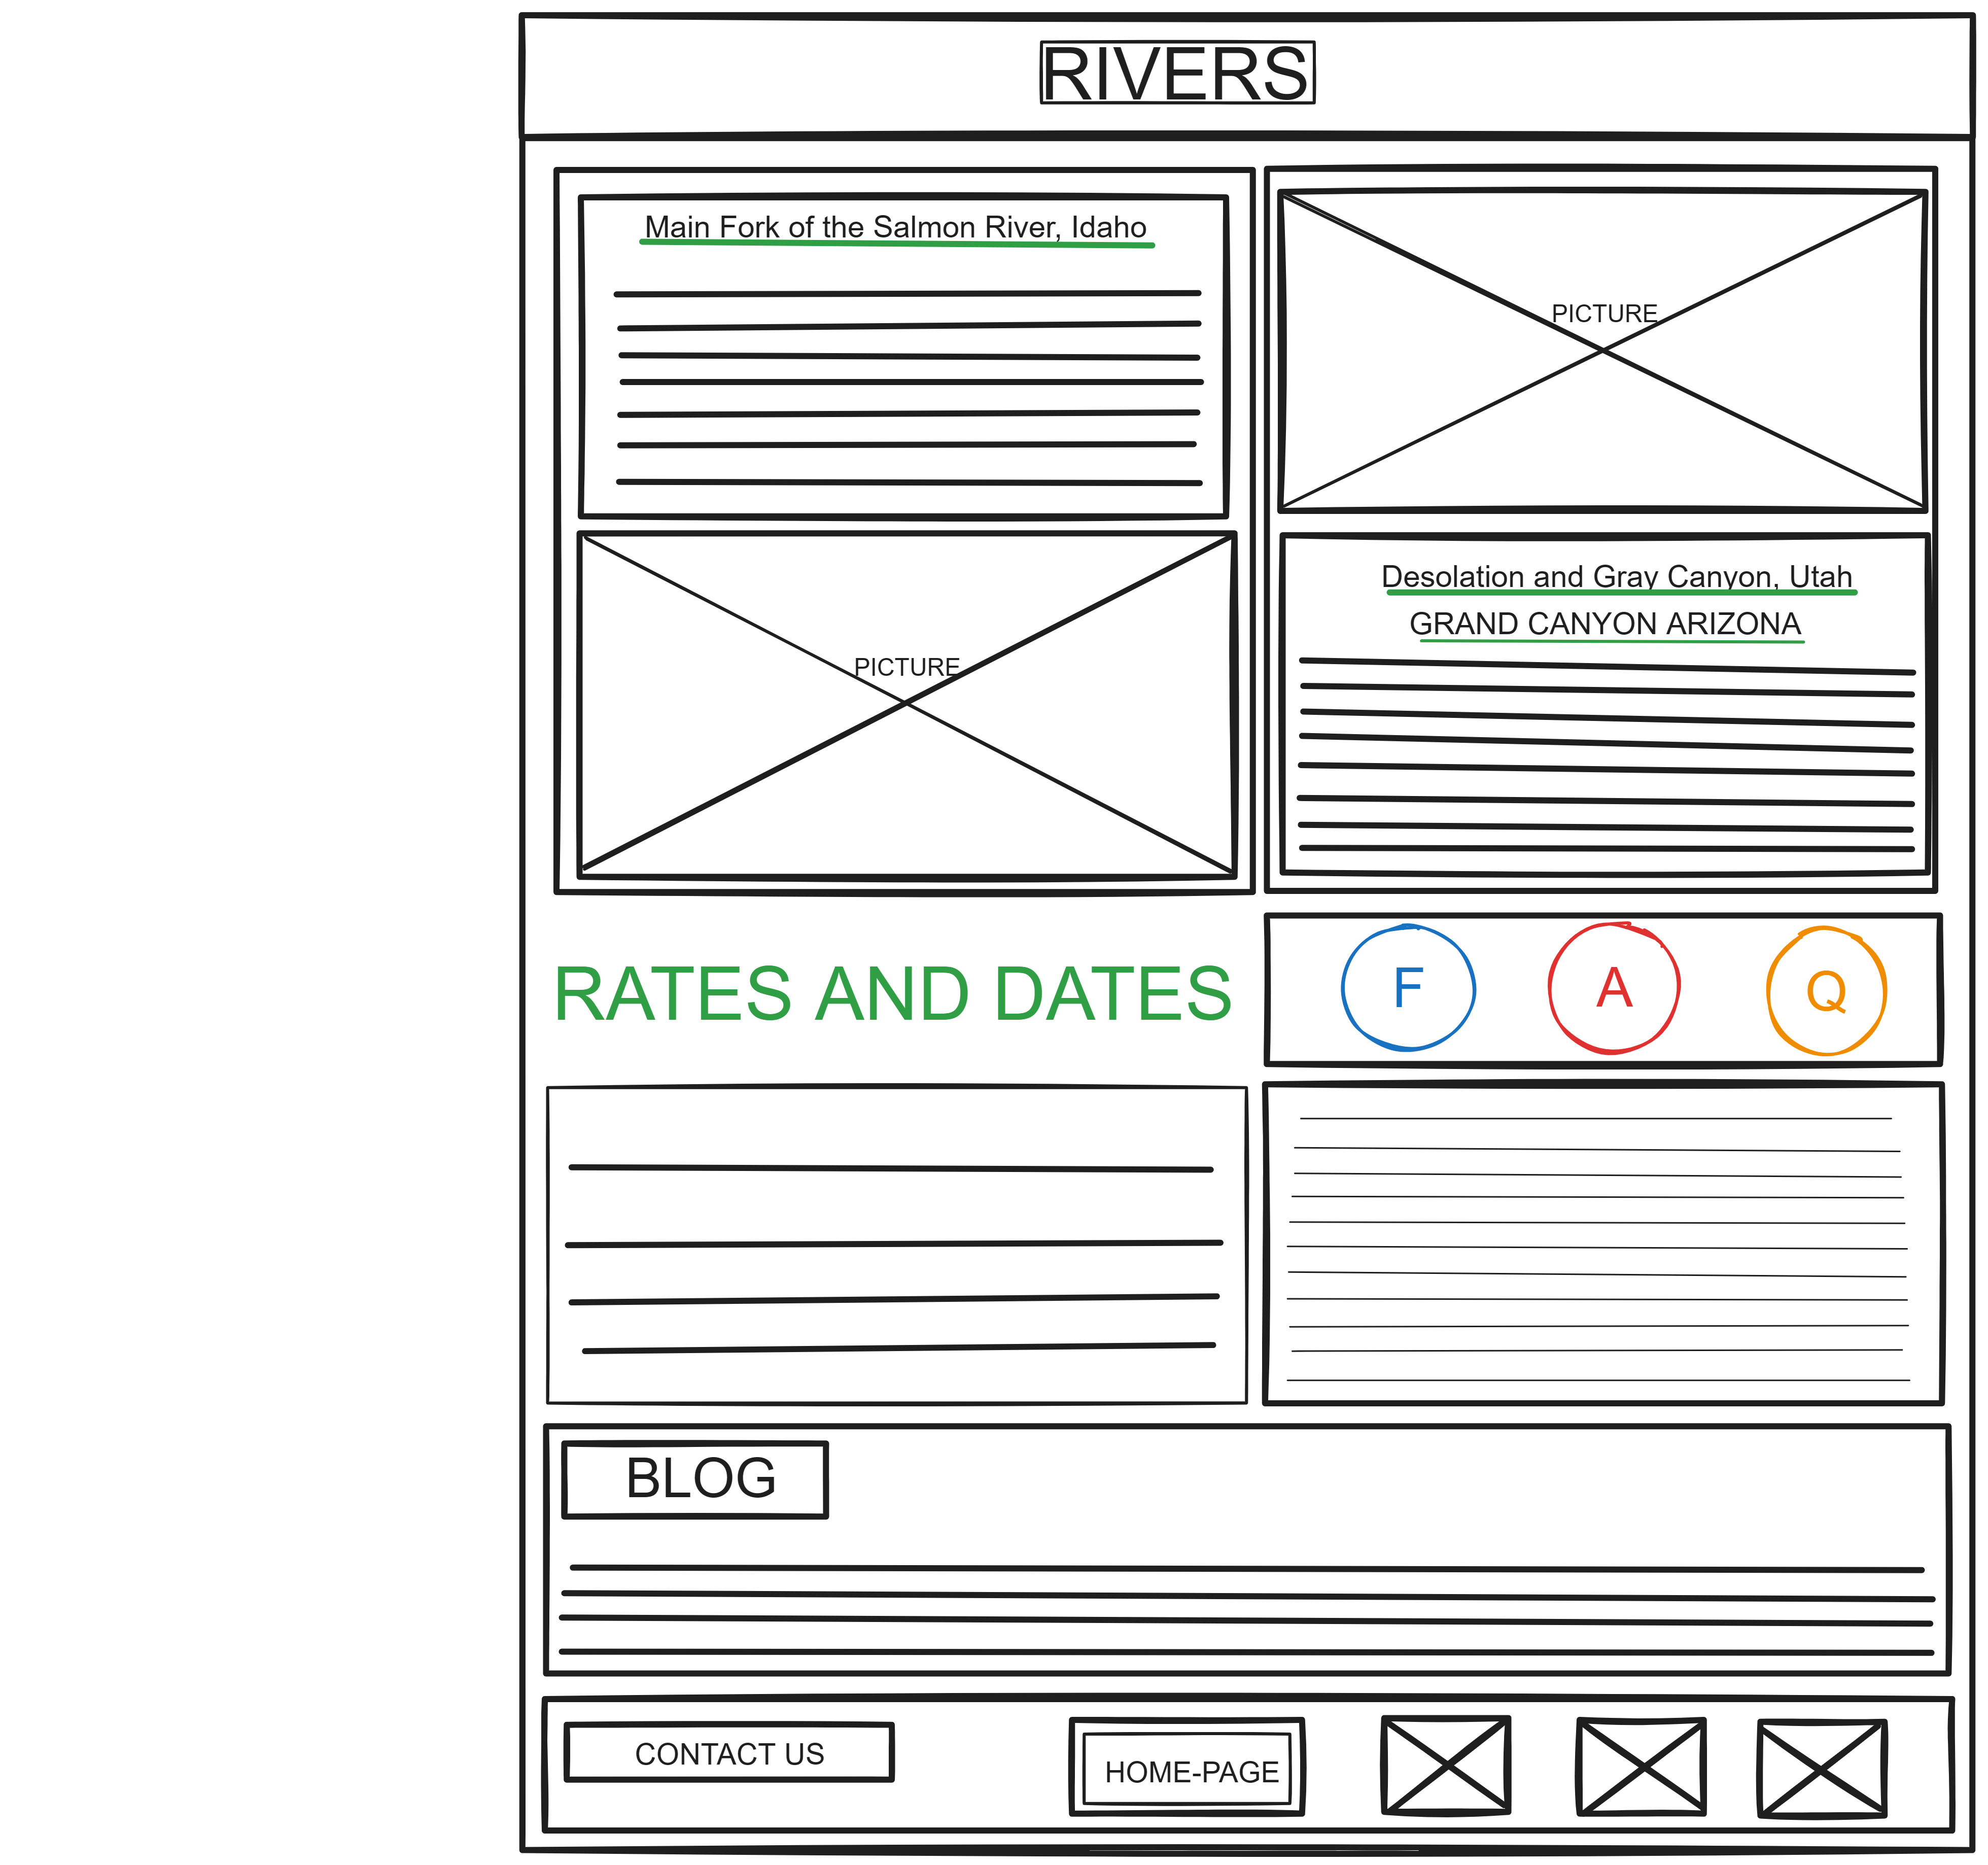 RIVERS
Main Fork of the Salmon River, Idaho
PICTURE
PICTURE
Desolation and Gray Canyon, Utah
GRAND CANYON ARIZONA
RATES AND DATES
F A Q
BLOG
CONTACT US
HOME-PAGE